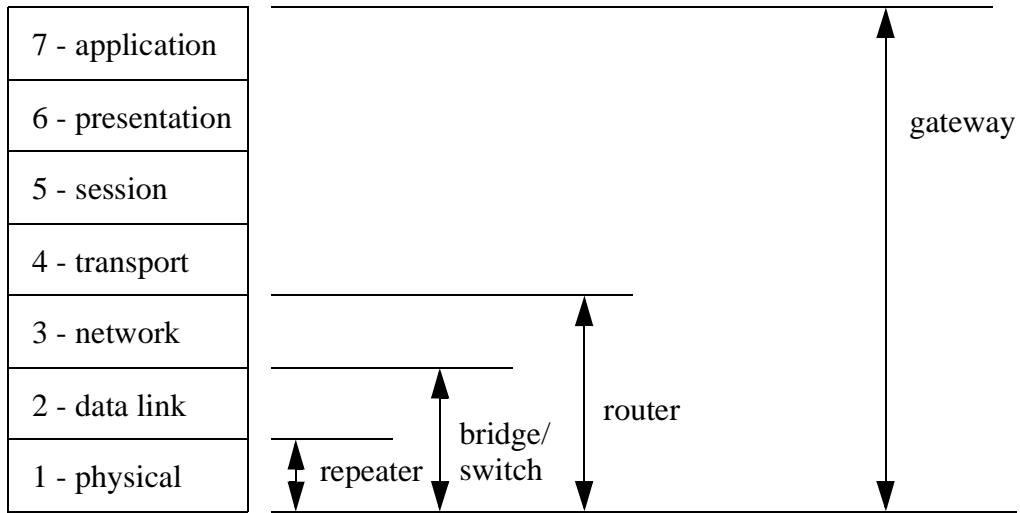 7 - application
6 - presentation
gateway
5 - session
4 - transport
3 - network
2 - data link
router
bridge/
switch
1 - physical
repeater